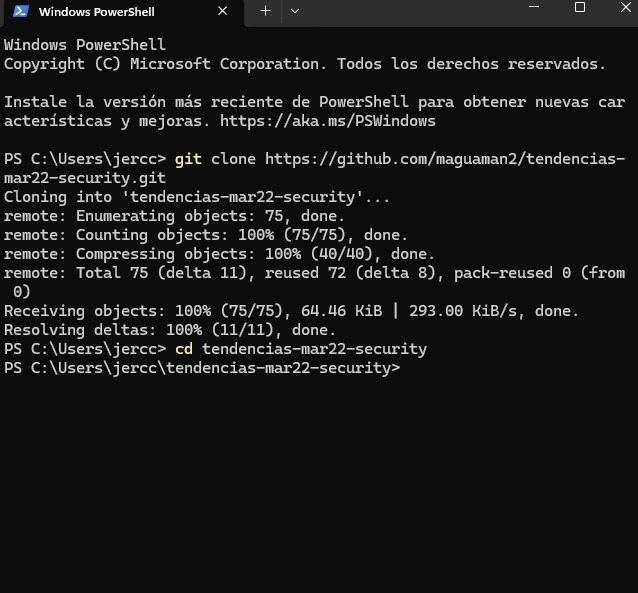 Windows PowerShell
Windows PowerShell
Copyright (C) Microsoft Corporation. Todos los derechos reservados.
Instale la versión más reciente de PowerShell para obtener nuevas car
acterísticas y mejoras. https://aka.ms/PSWindows
PS C:\Users\jercc> git clone https://github.com/maguaman2/tendencias-
mar22-security.git
Cloning into 'tendencias-mar22-security'...
remote: Enumerating objects: 75, done.
remote: Counting objects: 100% (75/75), done.
remote: Compressing objects: 100% (40/40), done.
remote: Total 75 (delta 11), reused 72 (delta 8), pack-reused 0 (from
 0)
Receiving objects: 100% (75/75), 64.46 KiB | 293.00 KiB/s, done.
Resolving deltas: 100% (11/11), done.
PS C:\Users\jercc> cd tendencias-mar22-security
PS C:\Users\jercc\tendencias-mar22-security>